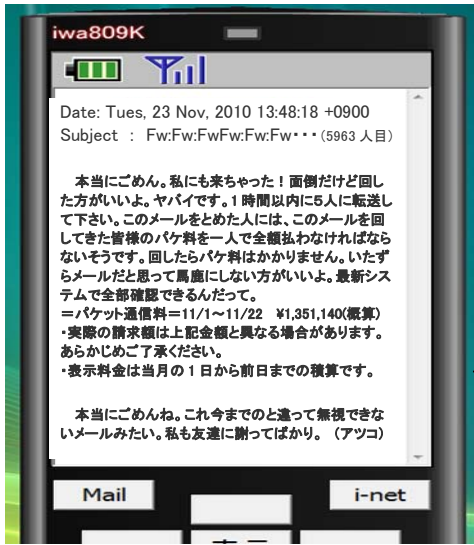 iwa809K
Date: Tues, 23 Nov, 2010 13:48:18 +0900
Subject : Fw:Fw:FwFw:Fw:Fw・・・(5963 人目)
本当にごめん。私にも来ちゃった！面倒だけど回し
た方がいいよ。ヤバイです。1時間以内に5人に転送し
て下さい。このメールをとめた人には、このメールを回
してきた皆様のパケ料を一人で全額払わなければなら
ないそうです。回したらパケ料はかかりません。いたず
らメールだと思って馬鹿にしない方がいいよ。最新シス
テムで全部確認できるんだって。
＝パケット通信料＝11/1～11/22 ¥1,351,140(概算)
・実際の請求額は上記金額と異なる場合があります。
あらかじめご了承ください。
・表示料金は当月の1日から前日までの積算です。
本当にごめんね。これ今までのと違って無視できな
いメールみたい。私も友達に謝ってばかり。（アツコ）
Mail
i-net